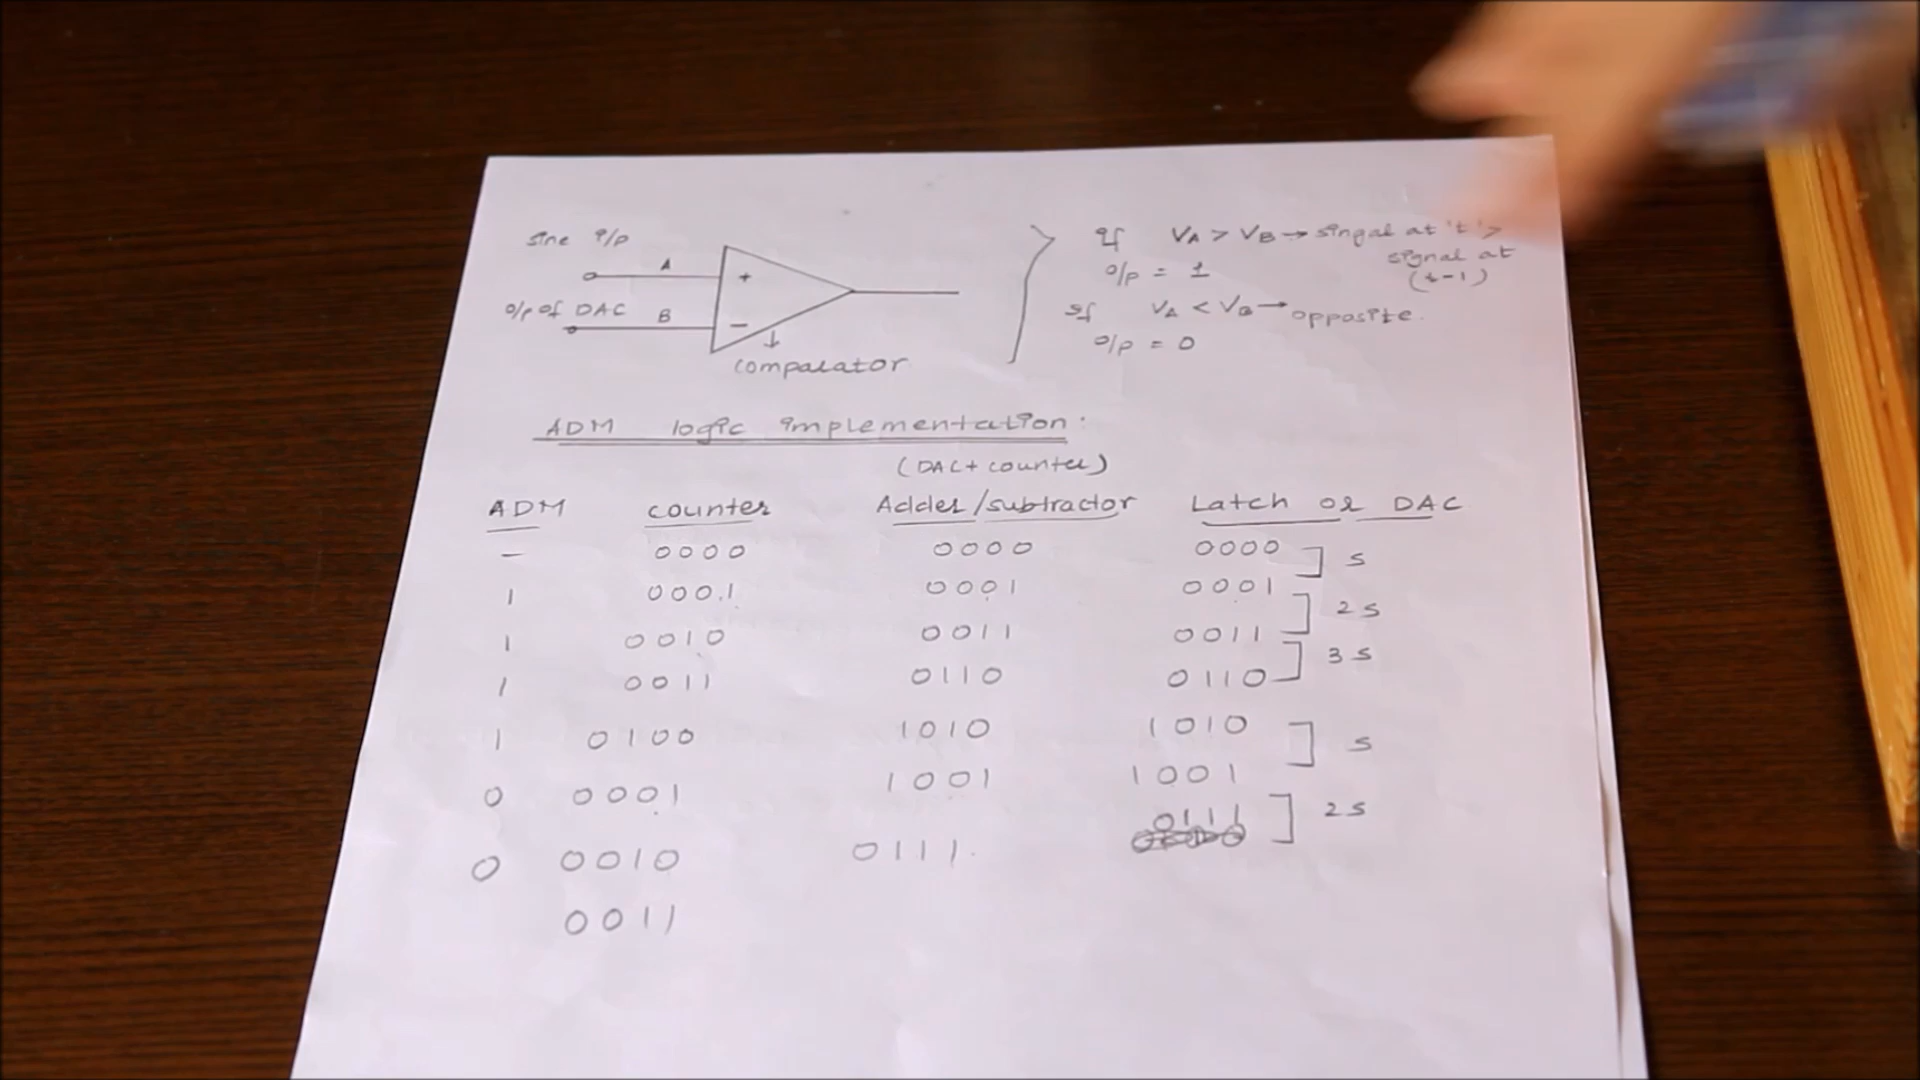 sine i/p
A
+
o/p of DAC B
−
comparator
If VA > VB → singal at 't' > signal at (t-1)
o/p = 1
If VA < VB → opposite.
o/p = 0
ADM logic implementation:
(DAC+counter)
ADM counter Adder/subtractor Latch or DAC
– 0000 0000 0000
s
1 0001 0001 0001
2s
1 0010 0011 0011
3s
1 0011 0110 0110
1 0100 1010 1010
s
0 0001 1001 1001
2s
0 0010 0111 0111
0011